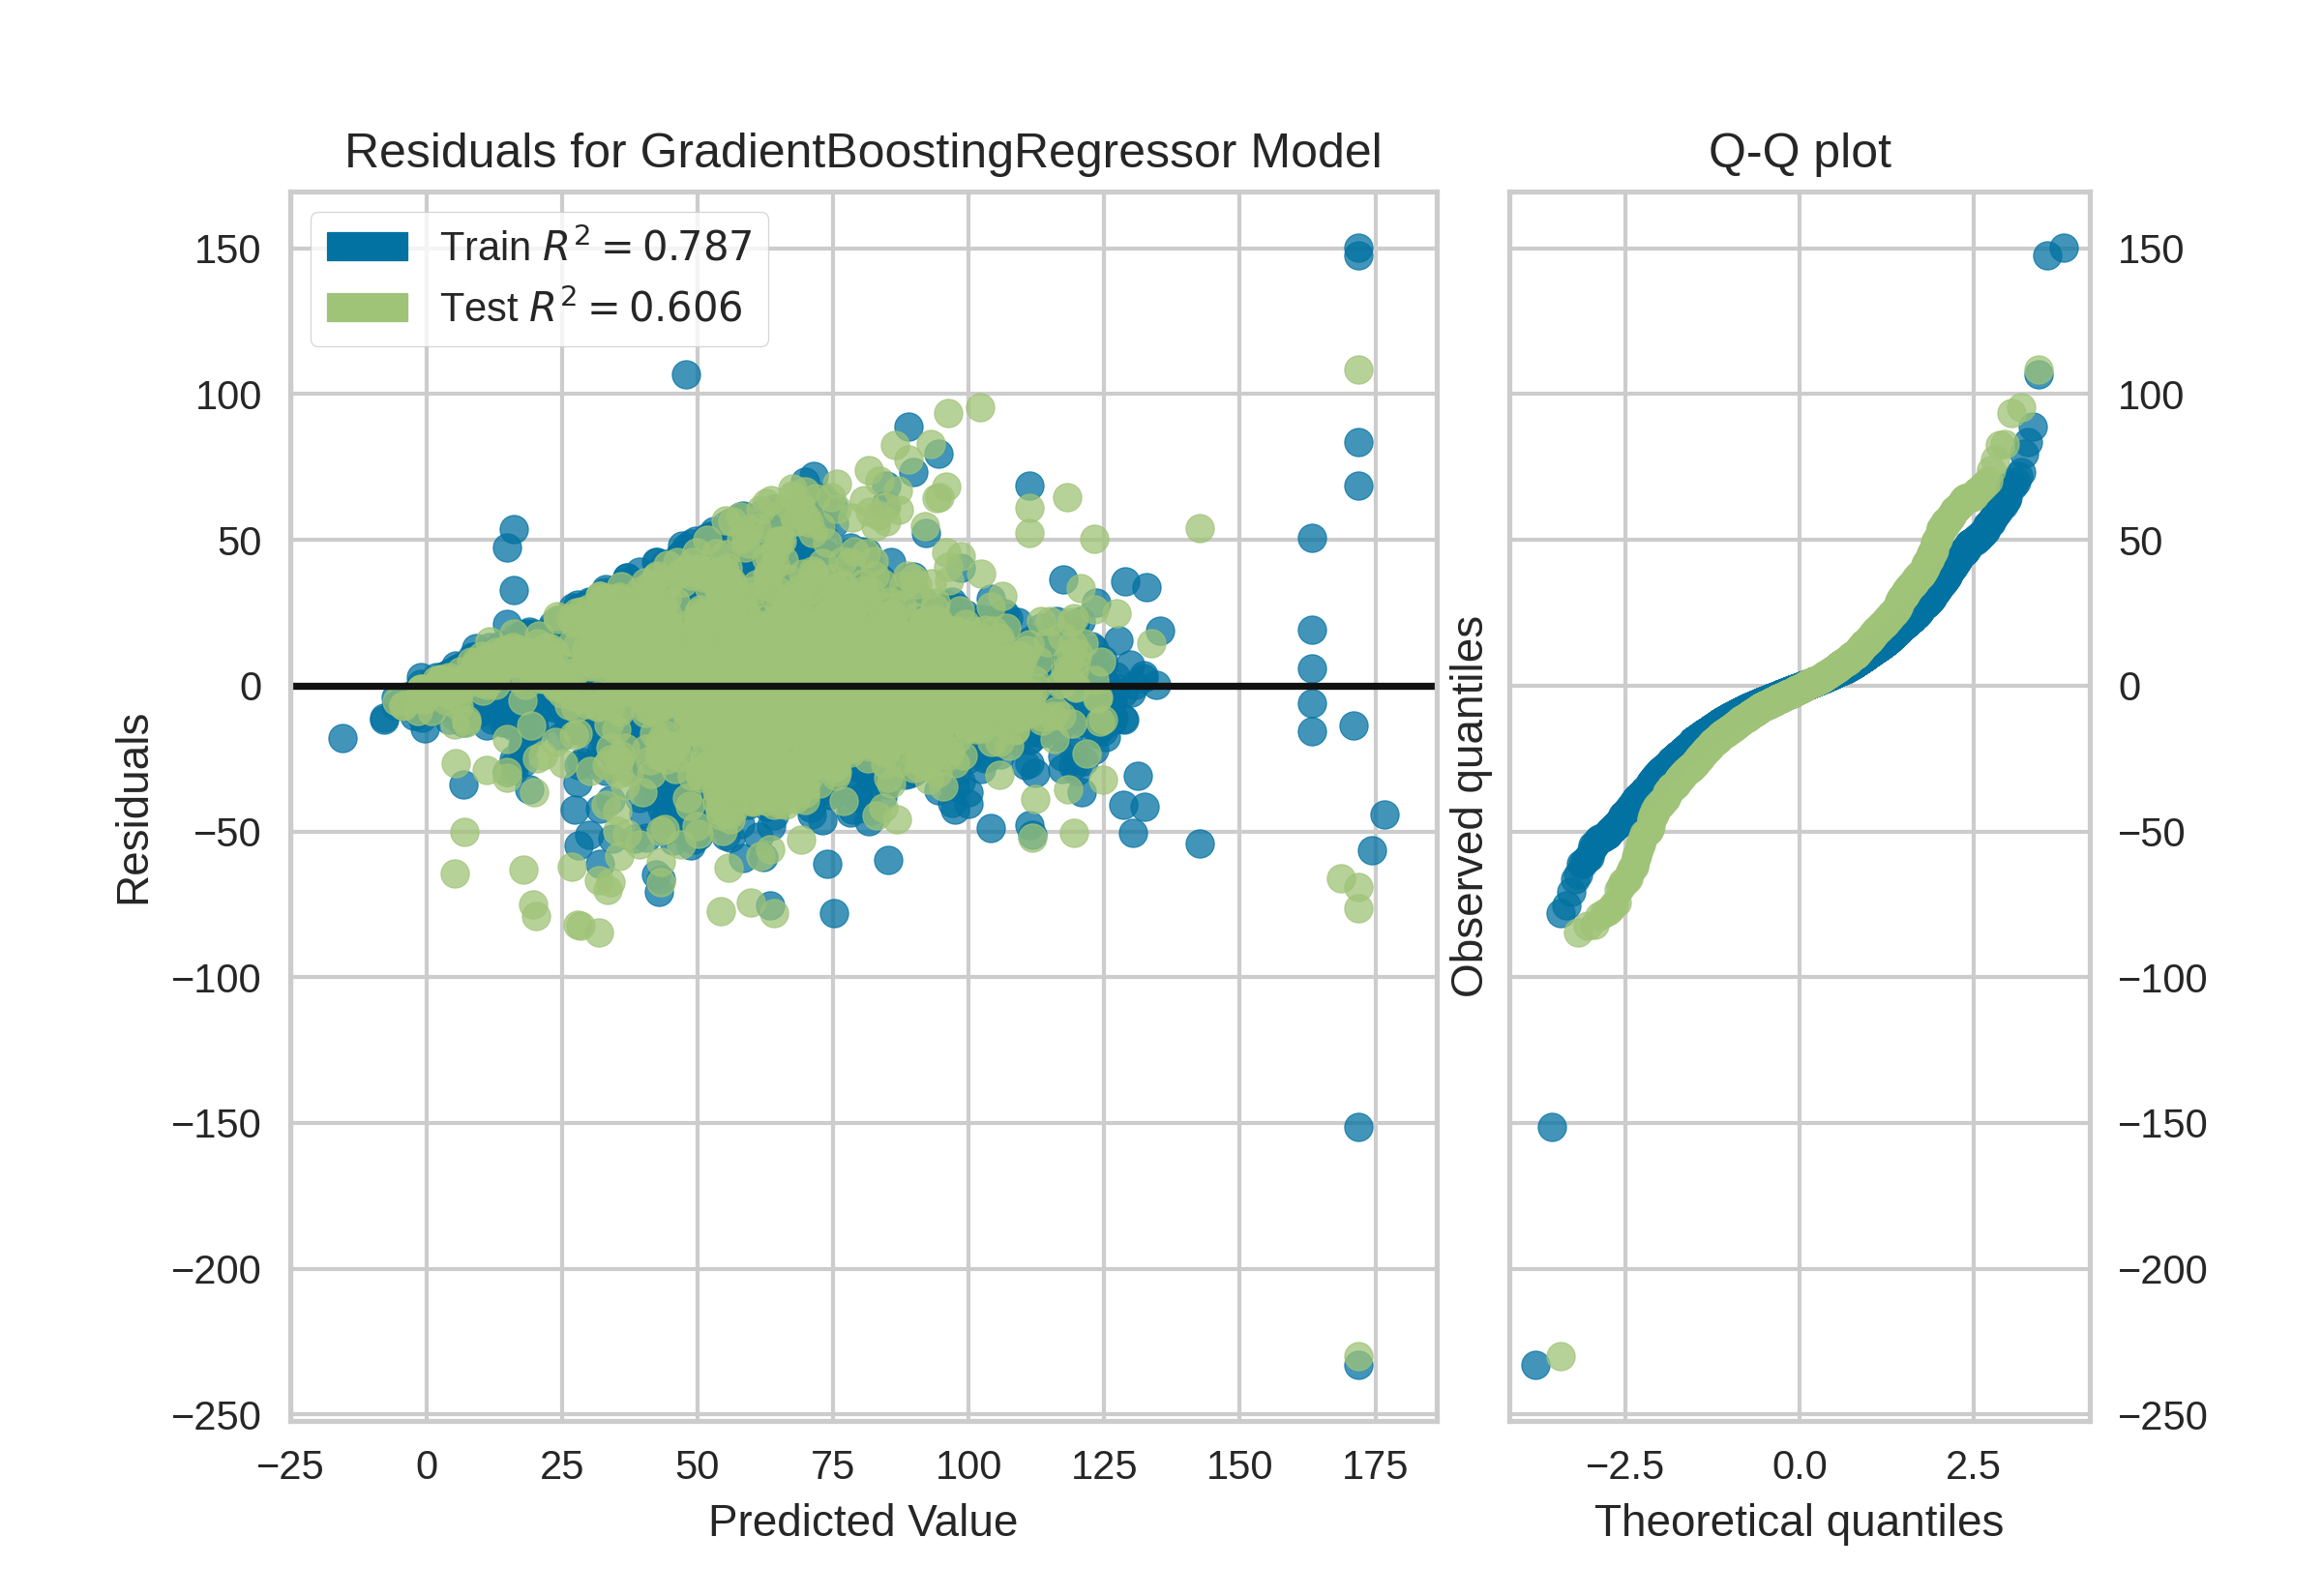 Residuals for GradientBoostingRegressor Model
Train R² = 0.787
Test R² = 0.606
150
100
50
0
−50
−100
−150
−200
−250
Residuals
−25 0 25 50 75 100 125 150 175
Predicted Value
Q-Q plot
Observed quantiles
150
100
50
0
−50
−100
−150
−200
−250
−2.5 0.0 2.5
Theoretical quantiles